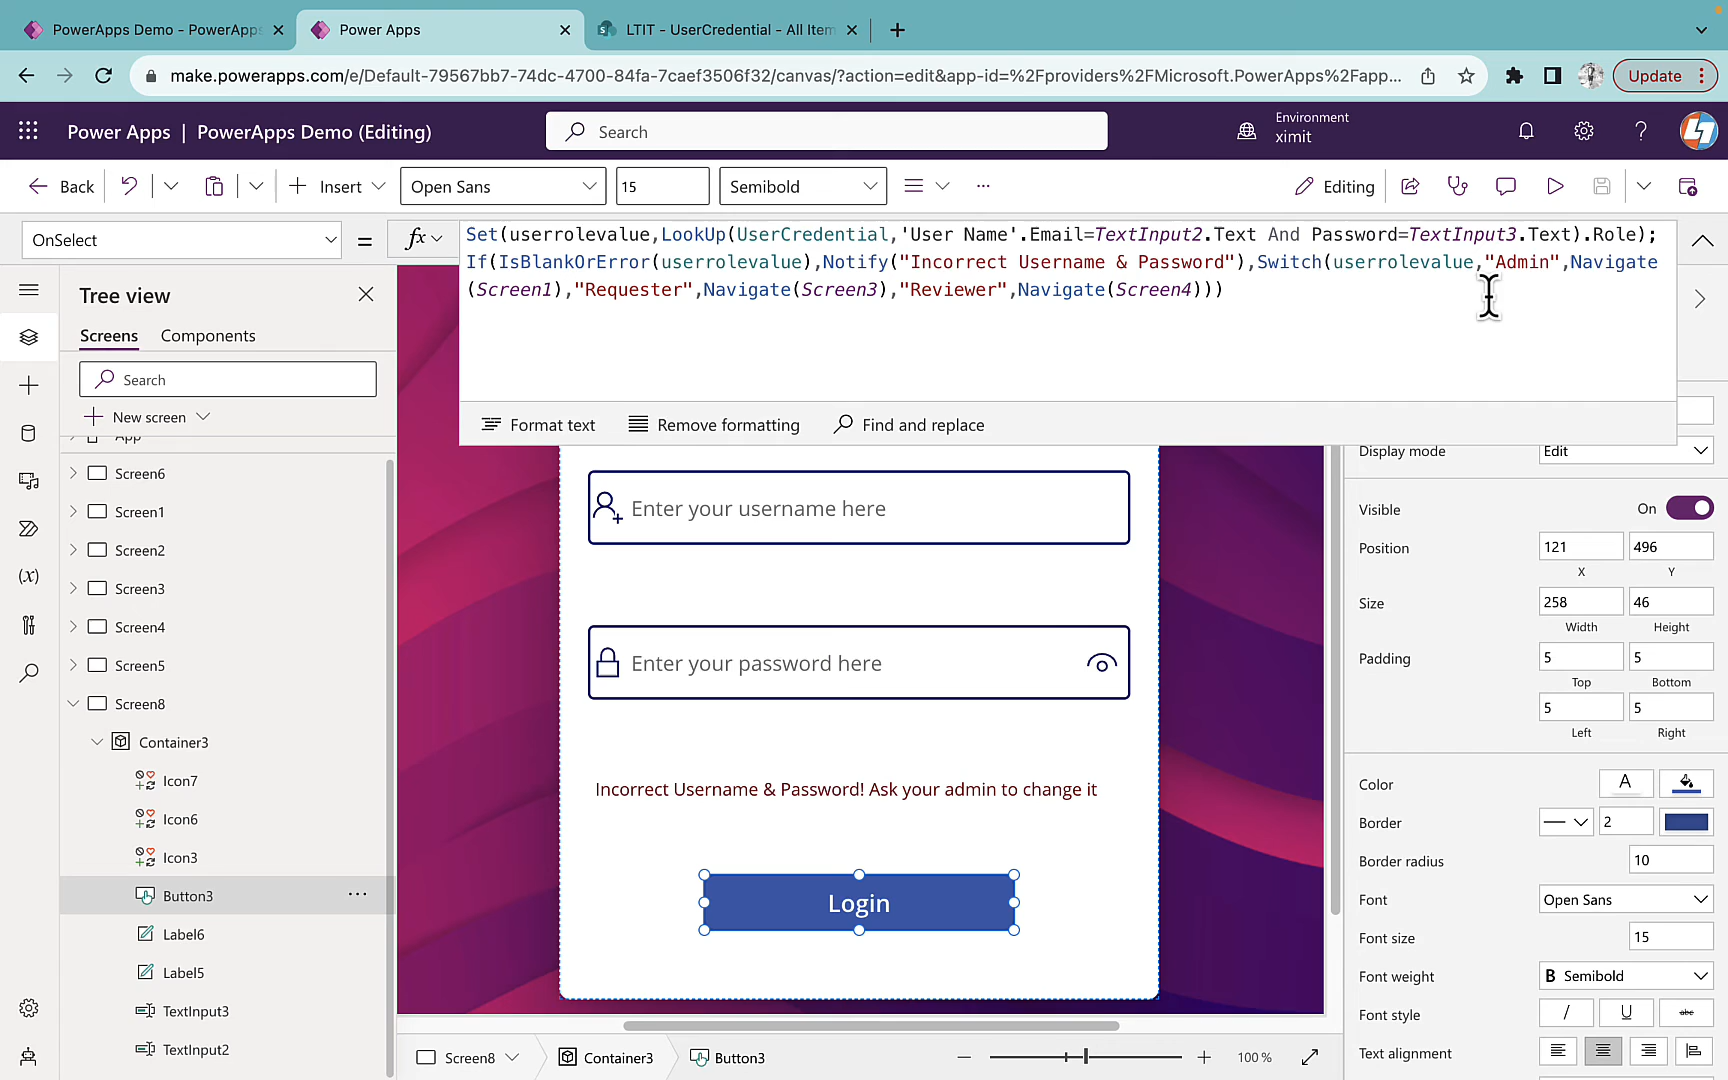 PowerApps Demo - PowerApps
Power Apps
LTIT - UserCredential - All Item
make.powerapps.com/e/Default-79567bb7-74dc-4700-84fa-7caef3506f32/canvas/?action=edit&app-id=%2Fproviders%2FMicrosoft.PowerApps%2Fapp...
Update
Power Apps | PowerApps Demo (Editing)
Search
Environment
ximit
Back
Insert
Open Sans
15
Semibold
...
Editing
OnSelect
=
fx
Set(userrolevalue,LookUp(UserCredential,'User Name'.Email=TextInput2.Text And Password=TextInput3.Text).Role);
If(IsBlankOrError(userrolevalue),Notify("Incorrect Username & Password"),Switch(userrolevalue,"Admin",Navigate
(Screen1),"Requester",Navigate(Screen3),"Reviewer",Navigate(Screen4)))
Format text
Remove formatting
Find and replace
Tree view
Screens
Components
Search
New screen
App
Screen6
Screen1
Screen2
Screen3
Screen4
Screen5
Screen8
Container3
Icon7
Icon6
Icon3
Button3
...
Label6
Label5
TextInput3
TextInput2
(x)
Enter your username here
Enter your password here
Incorrect Username & Password! Ask your admin to change it
Login
Display mode
Edit
Visible
On
Position
121
496
X
Y
Size
258
46
Width
Height
Padding
5
5
Top
Bottom
5
5
Left
Right
Color
A
Border
2
Border radius
10
Font
Open Sans
Font size
15
Font weight
B Semibold
Font style
/
U
abc
Text alignment
Screen8
Container3
Button3
100 %